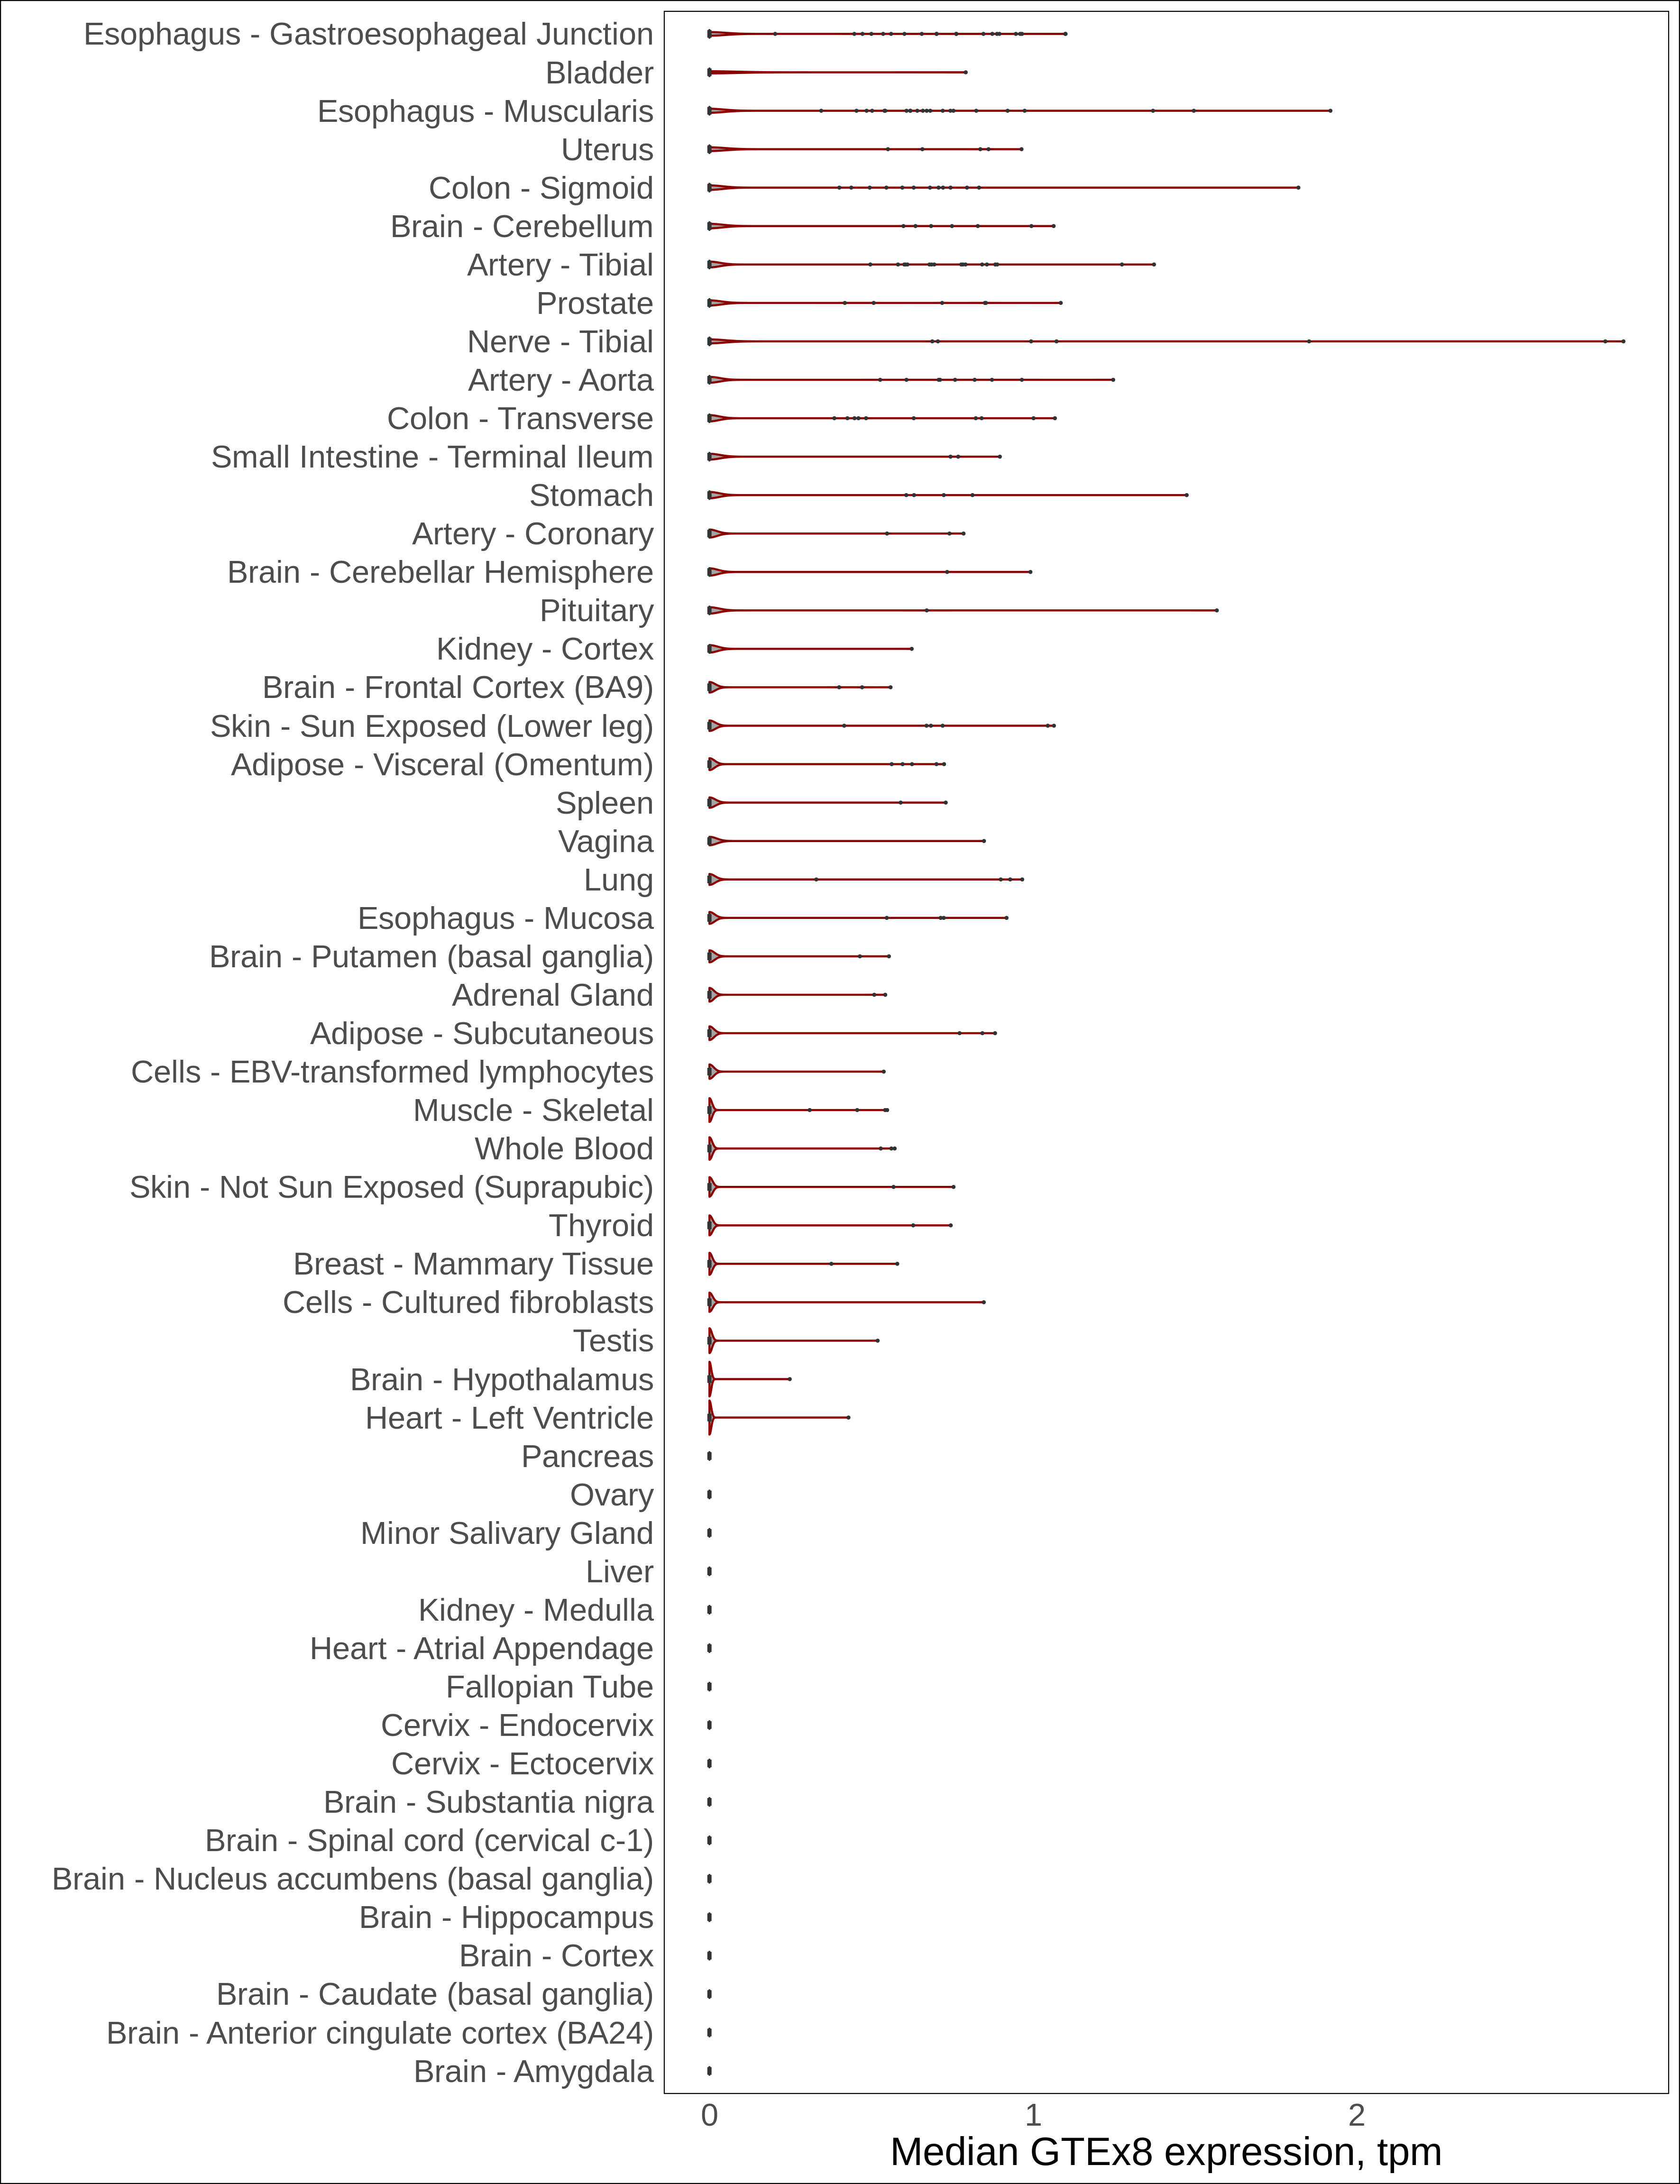 Esophagus - Gastroesophageal Junction
Bladder
Esophagus - Muscularis
Uterus
Colon - Sigmoid
Brain - Cerebellum
Artery - Tibial
Prostate
Nerve - Tibial
Artery - Aorta
Colon - Transverse
Small Intestine - Terminal Ileum
Stomach
Artery - Coronary
Brain - Cerebellar Hemisphere
Pituitary
Kidney - Cortex
Brain - Frontal Cortex (BA9)
Skin - Sun Exposed (Lower leg)
Adipose - Visceral (Omentum)
Spleen
Vagina
Lung
Esophagus - Mucosa
Brain - Putamen (basal ganglia)
Adrenal Gland
Adipose - Subcutaneous
Cells - EBV-transformed lymphocytes
Muscle - Skeletal
Whole Blood
Skin - Not Sun Exposed (Suprapubic)
Thyroid
Breast - Mammary Tissue
Cells - Cultured fibroblasts
Testis
Brain - Hypothalamus
Heart - Left Ventricle
Pancreas
Ovary
Minor Salivary Gland
Liver
Kidney - Medulla
Heart - Atrial Appendage
Fallopian Tube
Cervix - Endocervix
Cervix - Ectocervix
Brain - Substantia nigra
Brain - Spinal cord (cervical c-1)
Brain - Nucleus accumbens (basal ganglia)
Brain - Hippocampus
Brain - Cortex
Brain - Caudate (basal ganglia)
Brain - Anterior cingulate cortex (BA24)
Brain - Amygdala
0 1 2
Median GTEx8 expression, tpm